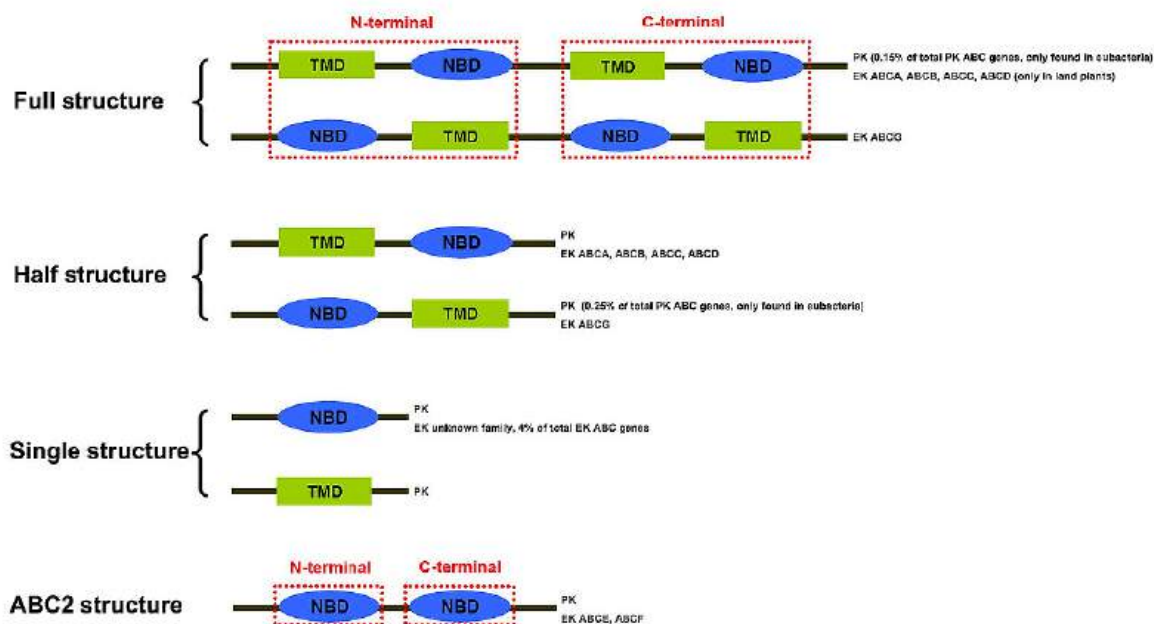 N-terminal C-terminal
TMD NBD TMD NBD
PK (0.15% of total PK ABC genes, only found in eubacteria)
EK ABCA, ABCB, ABCC, ABCD (only in land plants)
Full structure
NBD TMD NBD TMD
EK ABCG
TMD NBD
PK
EK ABCA, ABCB, ABCC, ABCD
Half structure
NBD TMD
PK (0.25% of total PK ABC genes, only found in eubacteria)
EK ABCG
NBD
PK
EK unknown family, 4% of total EK ABC genes
Single structure
TMD
PK
N-terminal C-terminal
ABC2 structure
NBD NBD
PK
EK ABCE, ABCF